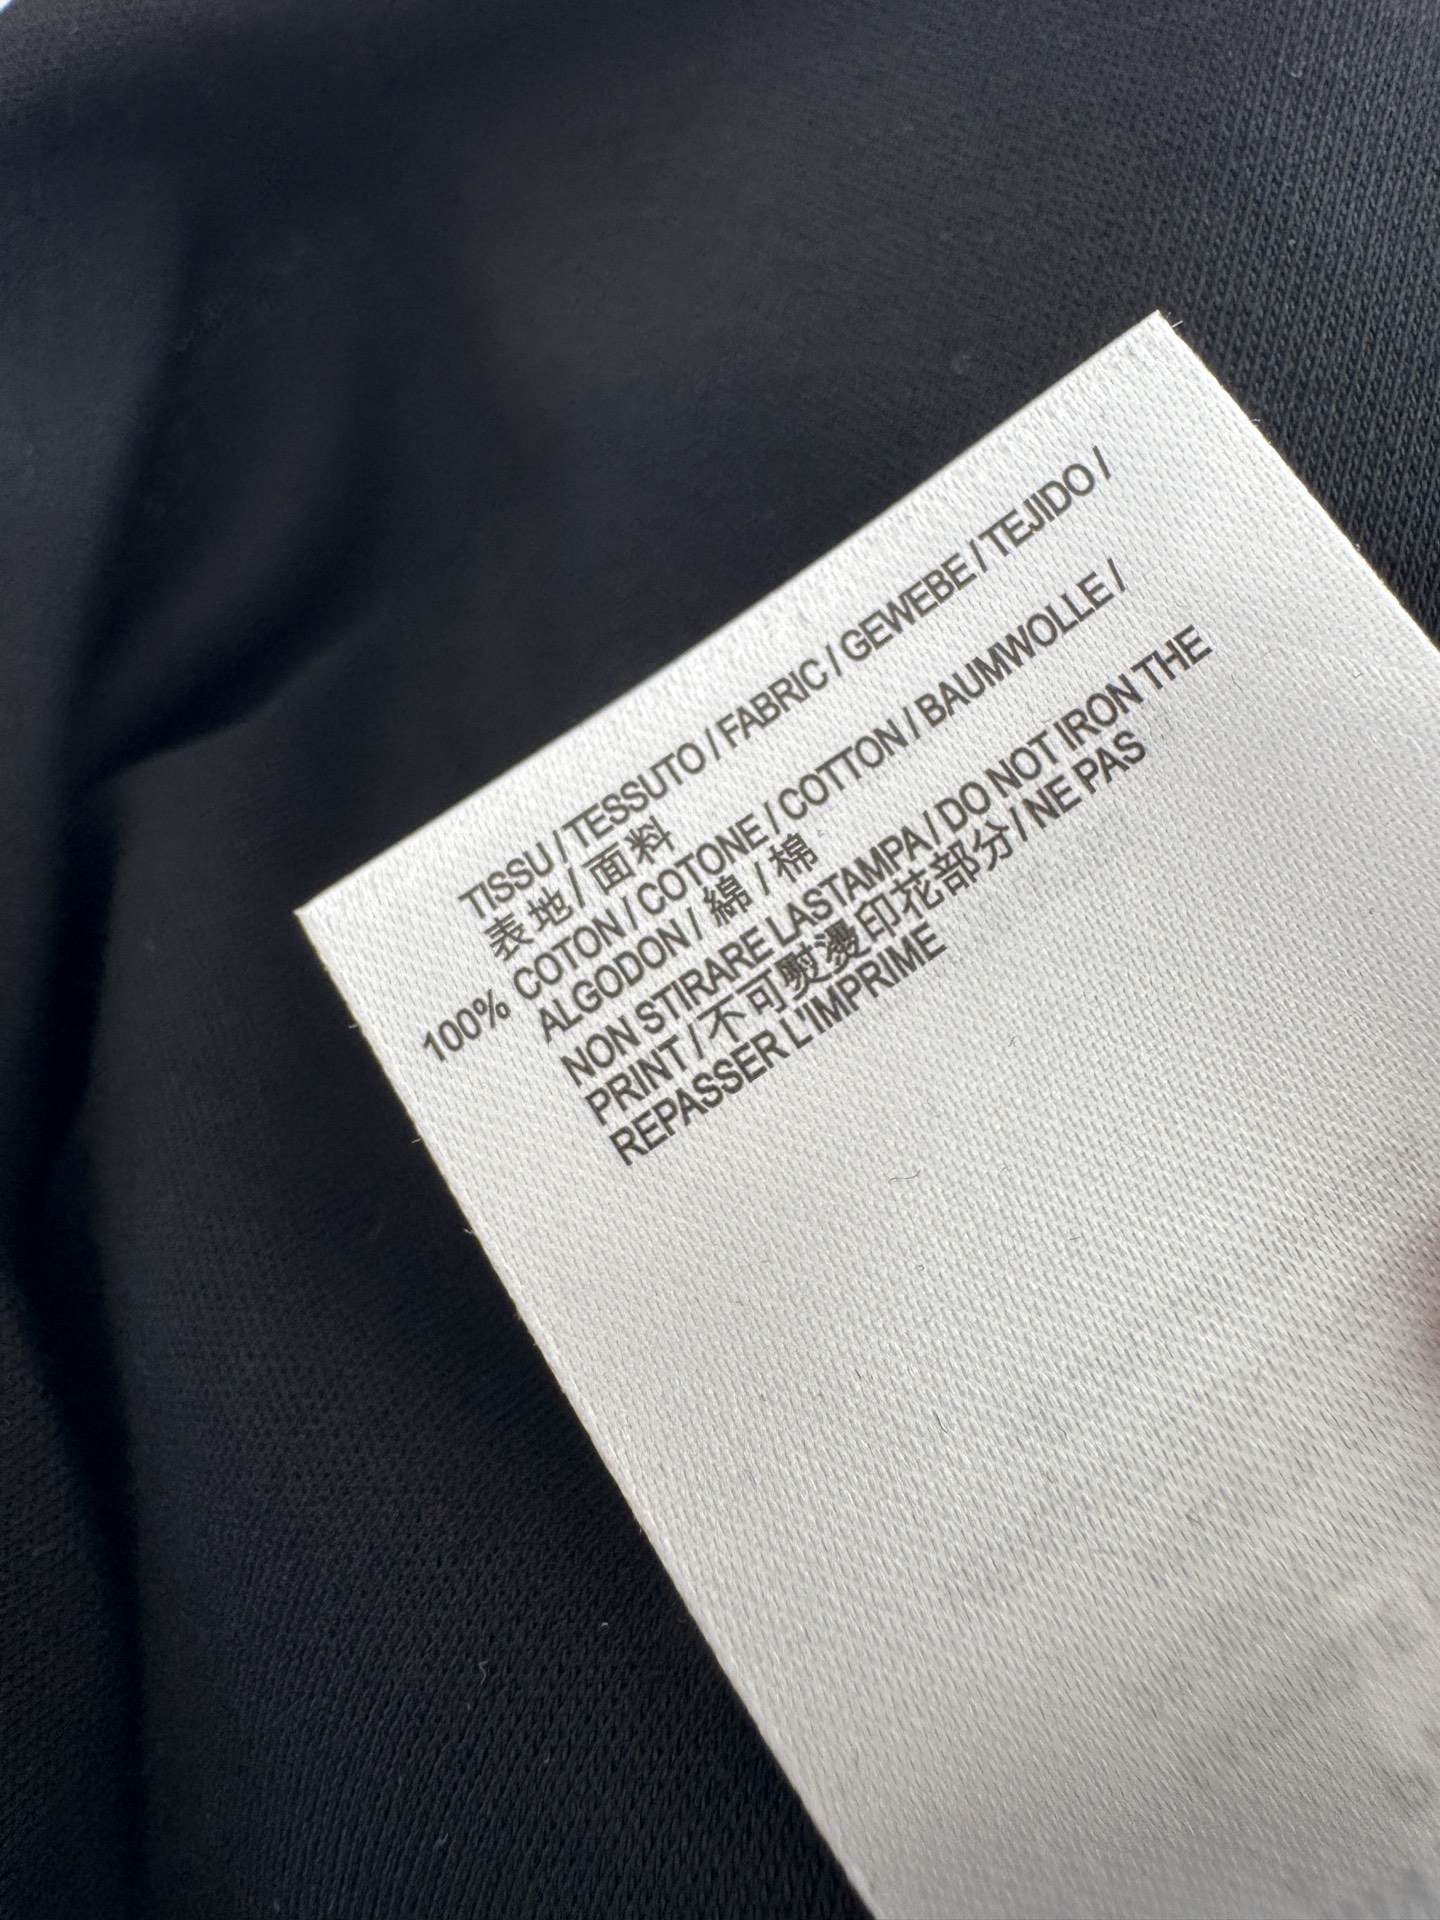 TISSU / TESSUTO / FABRIC / GEWEBE / TEJIDO /
表地 / 面料
100% COTON / COTONE / COTTON / BAUMWOLLE /
ALGODON / 綿 / 棉
NON STIRARE LASTAMPA / DO NOT IRON THE
PRINT / 不可熨燙印花部分 / NE PAS
REPASSER L'IMPRIME